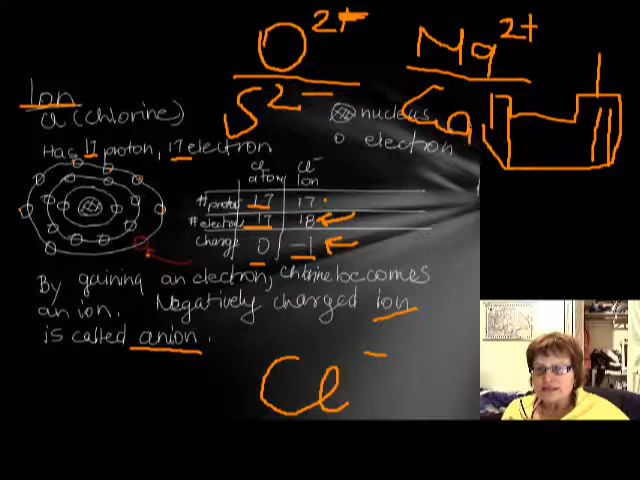 O²⁺ Mg²⁺
S²⁻ Ca
Ion
Cl (chlorine)
nucleus
Has 17 proton, 17 electron
electron
Cl atom Cl⁻ Ion
# proton 17 17
# electron 17 18
charge 0 -1
By gaining an electron, chlorine becomes
an ion. Negatively charged ion
is called anion.
Cl⁻